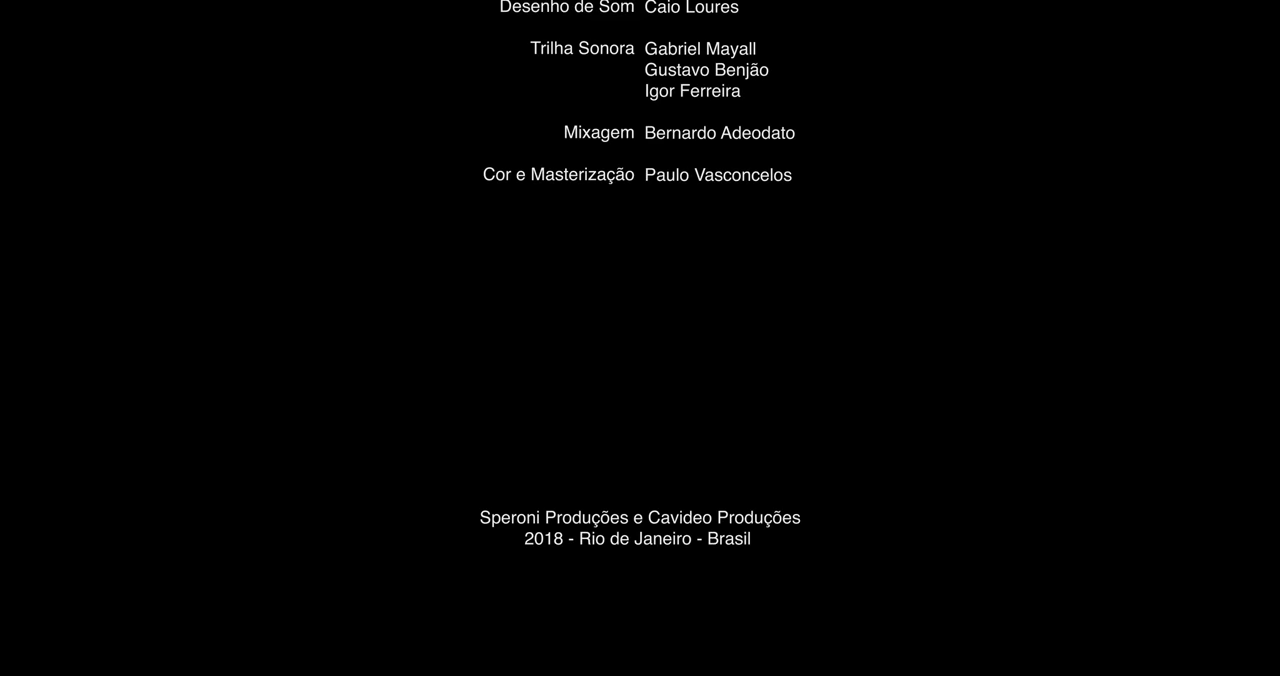 Desenho de Som Caio Loures
Trilha Sonora Gabriel Mayall
Gustavo Benjão
Igor Ferreira
Mixagem Bernardo Adeodato
Cor e Masterização Paulo Vasconcelos
Speroni Produções e Cavideo Produções
2018 - Rio de Janeiro - Brasil